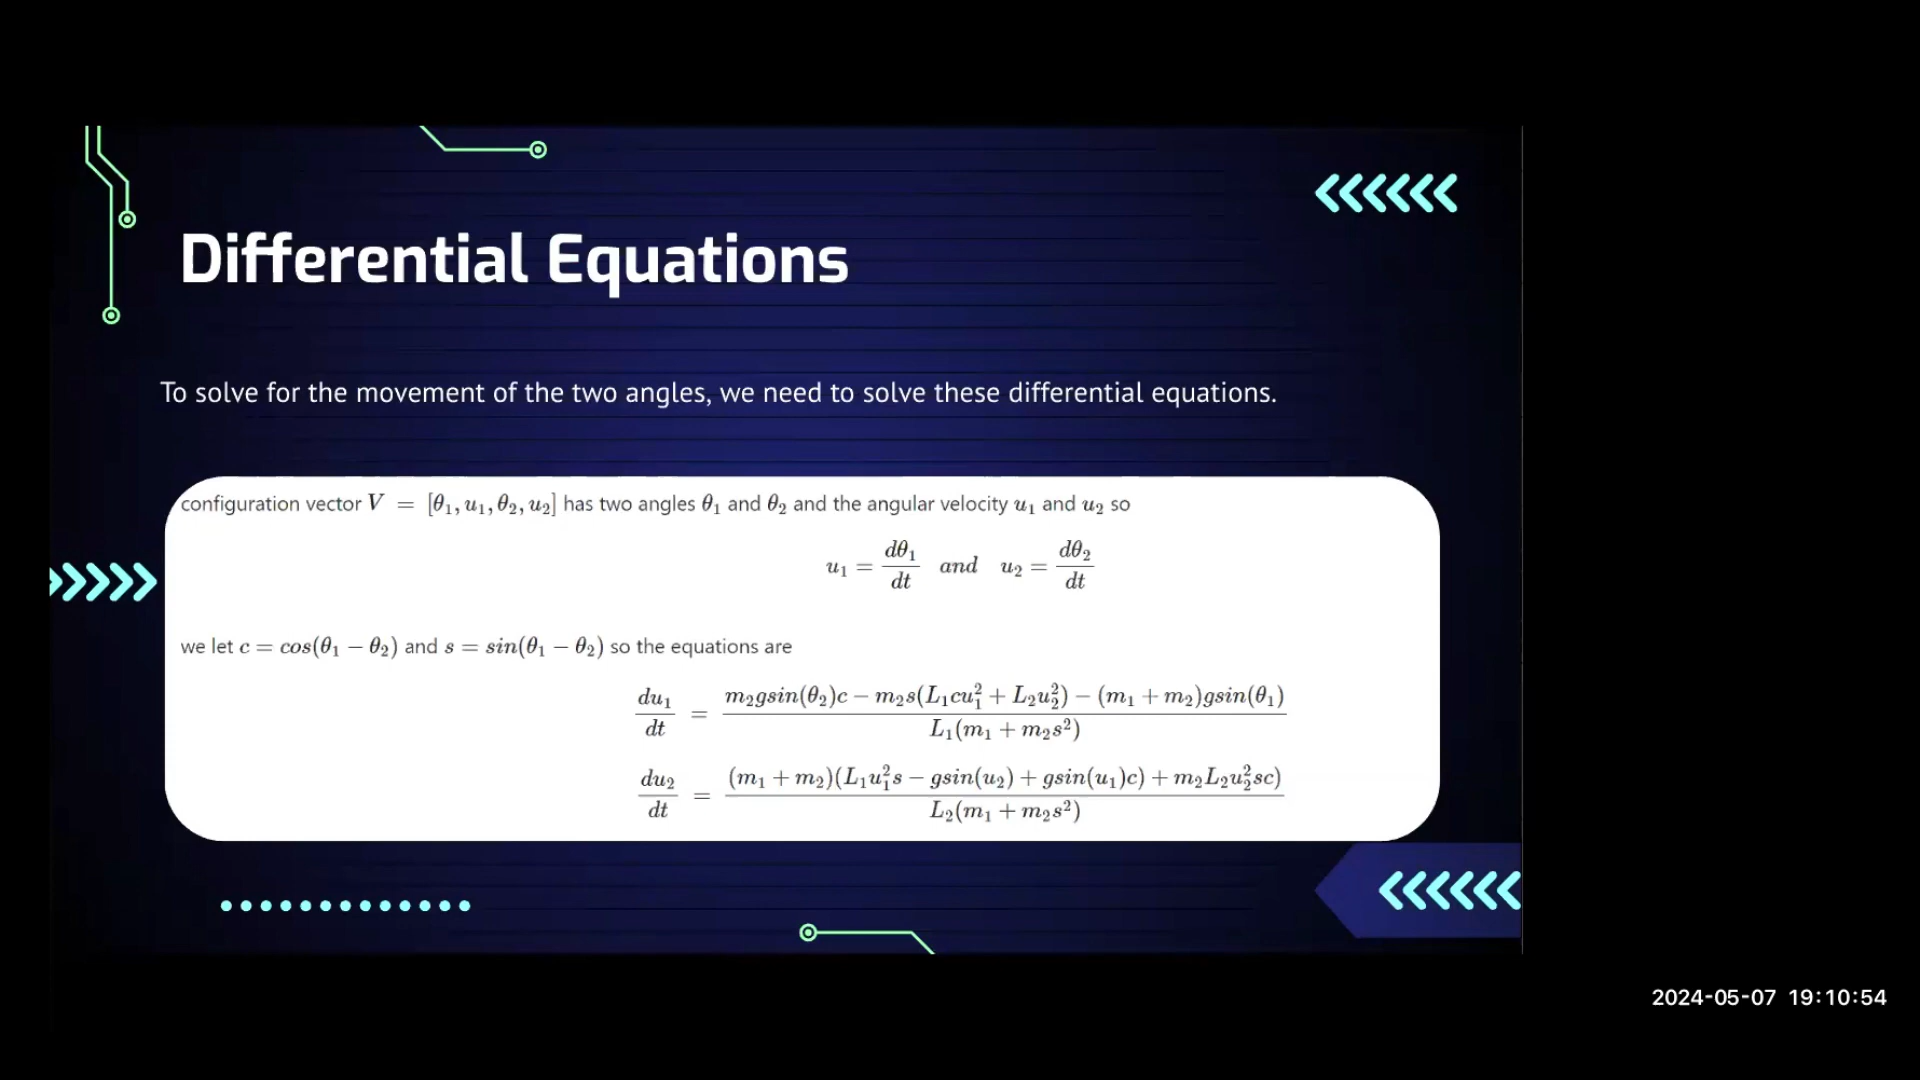 Differential Equations
To solve for the movement of the two angles, we need to solve these differential equations.
configuration vector V = [θ₁, u₁, θ₂, u₂] has two angles θ₁ and θ₂ and the angular velocity u₁ and u₂ so
u₁ = dθ₁/dt and u₂ = dθ₂/dt
we let c = cos(θ₁ − θ₂) and s = sin(θ₁ − θ₂) so the equations are
du₁/dt = (m₂gsin(θ₂)c − m₂s(L₁cu₁² + L₂u₂²) − (m₁ + m₂)gsin(θ₁)) / (L₁(m₁ + m₂s²))
du₂/dt = ((m₁ + m₂)(L₁u₁²s − gsin(u₂) + gsin(u₁)c) + m₂L₂u₂²sc)) / (L₂(m₁ + m₂s²))
2024-05-07 19:10:54